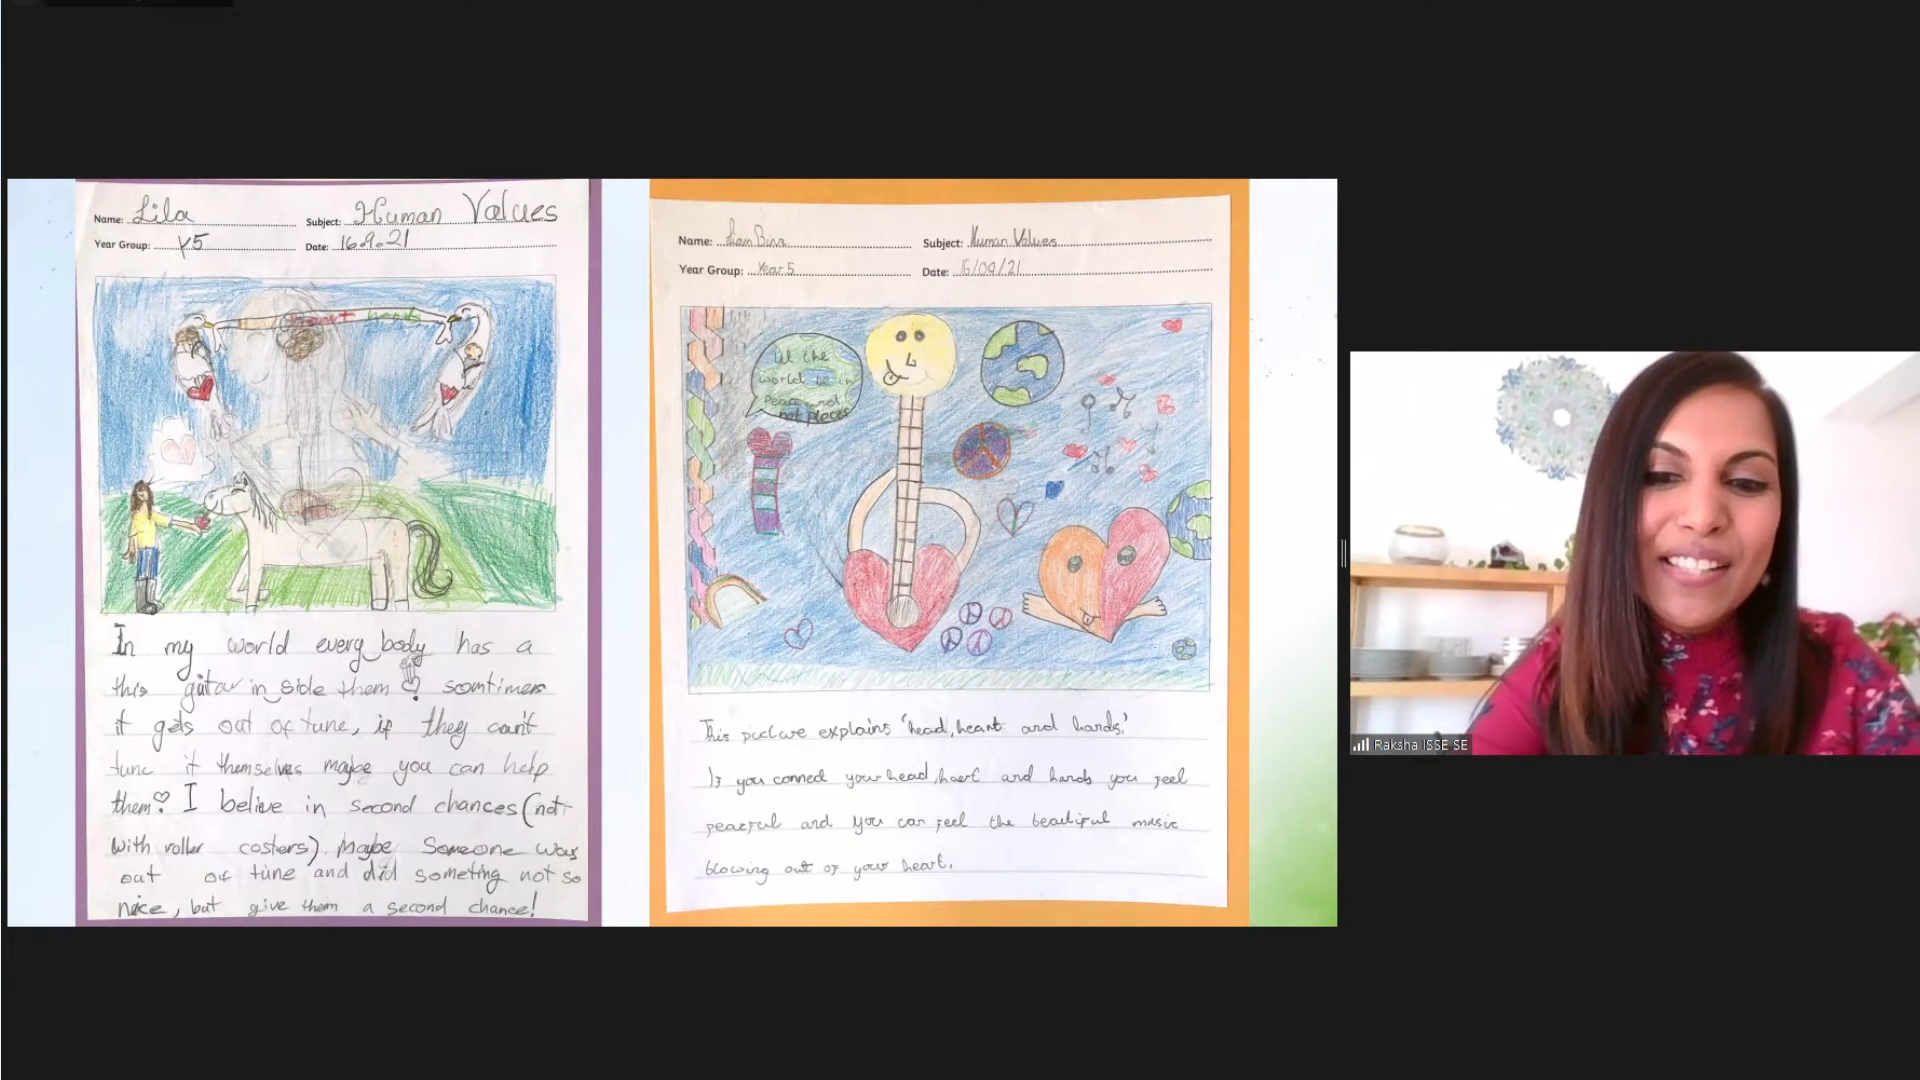 Name: Lila
Subject: Human Values
Year Group: Y5
Date: 16.9.21
heart hands
In my world every body has a
this guitar in side them somtimes
it gets out of tune, if they can't
tune it themselves maybe you can help
them? I belive in second chances (not
with roller costers) Maybe Someone was
out of tune and did someting not so
nice, but give them a second chance!
Name:
Subject: Human Values
Year Group: Year 5
Date: 16/09/21
let the
world be in
Peace and
not pieces
This picture explains 'head, heart and hands.'
If you conned your head, heart and hands you feel
peaceful and you can feel the beautiful music
blowing out of your heart.
Raksha ISSE SE